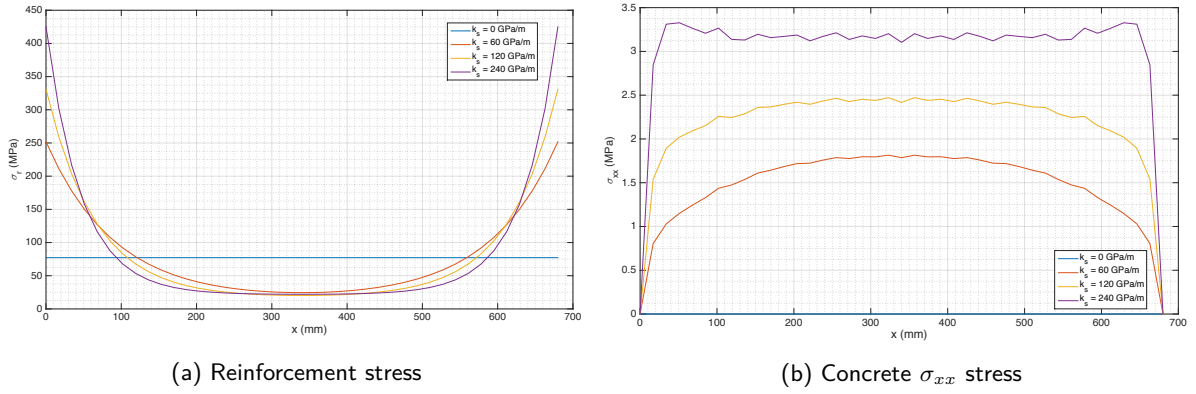 450
400
350
300
250
200
150
100
50
0
σr (MPa)
0 100 200 300 400 500 600 700
x (mm)
ks = 0 GPa/m
ks = 60 GPa/m
ks = 120 GPa/m
ks = 240 GPa/m
(a) Reinforcement stress
3.5
3
2.5
2
1.5
1
0.5
0
σxx (MPa)
0 100 200 300 400 500 600 700
x (mm)
ks = 0 GPa/m
ks = 60 GPa/m
ks = 120 GPa/m
ks = 240 GPa/m
(b) Concrete σxx stress